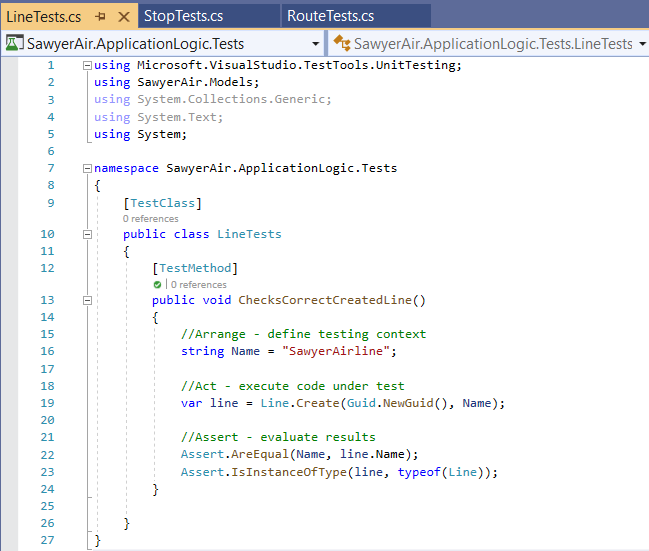 LineTests.cs StopTests.cs RouteTests.cs
SawyerAir.ApplicationLogic.Tests SawyerAir.ApplicationLogic.Tests.LineTests
1 using Microsoft.VisualStudio.TestTools.UnitTesting;
2 using SawyerAir.Models;
3 using System.Collections.Generic;
4 using System.Text;
5 using System;
6
7 namespace SawyerAir.ApplicationLogic.Tests
8 {
9 [TestClass]
0 references
10 public class LineTests
11 {
12 [TestMethod]
| 0 references
13 public void ChecksCorrectCreatedLine()
14 {
15 //Arrange - define testing context
16 string Name = "SawyerAirline";
17
18 //Act - execute code under test
19 var line = Line.Create(Guid.NewGuid(), Name);
20
21 //Assert - evaluate results
22 Assert.AreEqual(Name, line.Name);
23 Assert.IsInstanceOfType(line, typeof(Line));
24 }
25
26 }
27 }